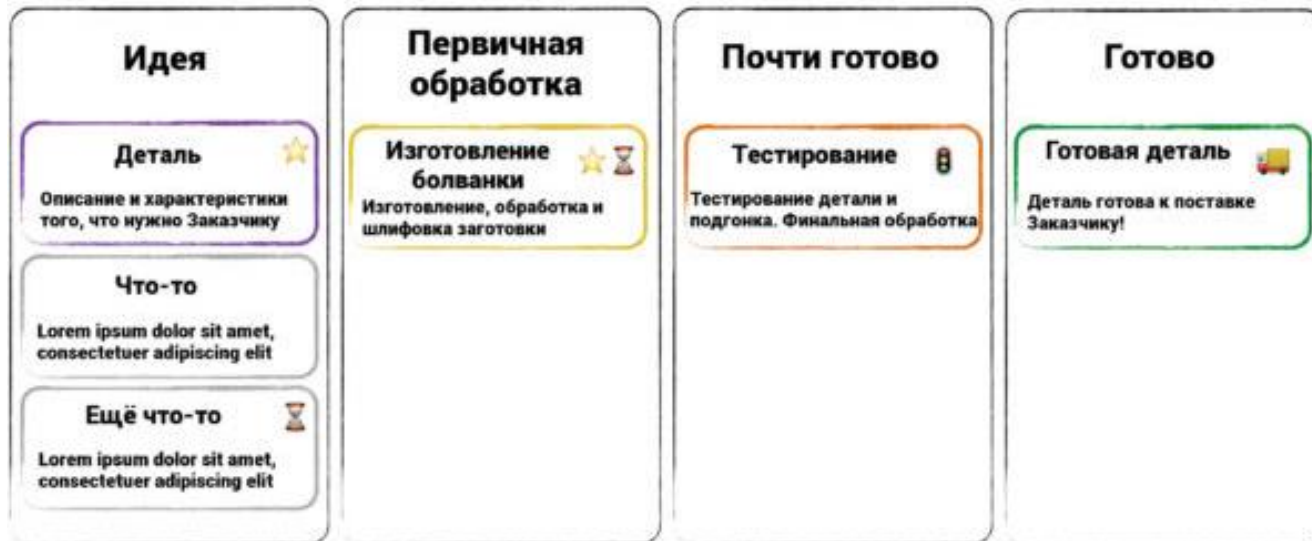 Идея
Деталь
Описание и характеристики
того, что нужно Заказчику
Что-то
Lorem ipsum dolor sit amet,
consectetuer adipiscing elit
Ещё что-то
Lorem ipsum dolor sit amet,
consectetuer adipiscing elit
Первичная
обработка
Изготовление
болванки
Изготовление, обработка и
шлифовка заготовки
Почти готово
Тестирование
Тестирование детали и
подгонка. Финальная обработка
Готово
Готовая деталь
Деталь готова к поставке
Заказчику!